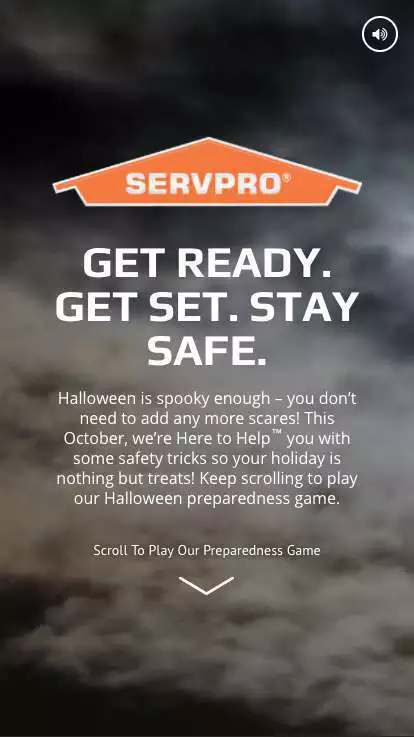 SERVPRO®
GET READY.
GET SET. STAY
SAFE.
Halloween is spooky enough – you don’t
need to add any more scares! This
October, we’re Here to Help™ you with
some safety tricks so your holiday is
nothing but treats! Keep scrolling to play
our Halloween preparedness game.
Scroll To Play Our Preparedness Game